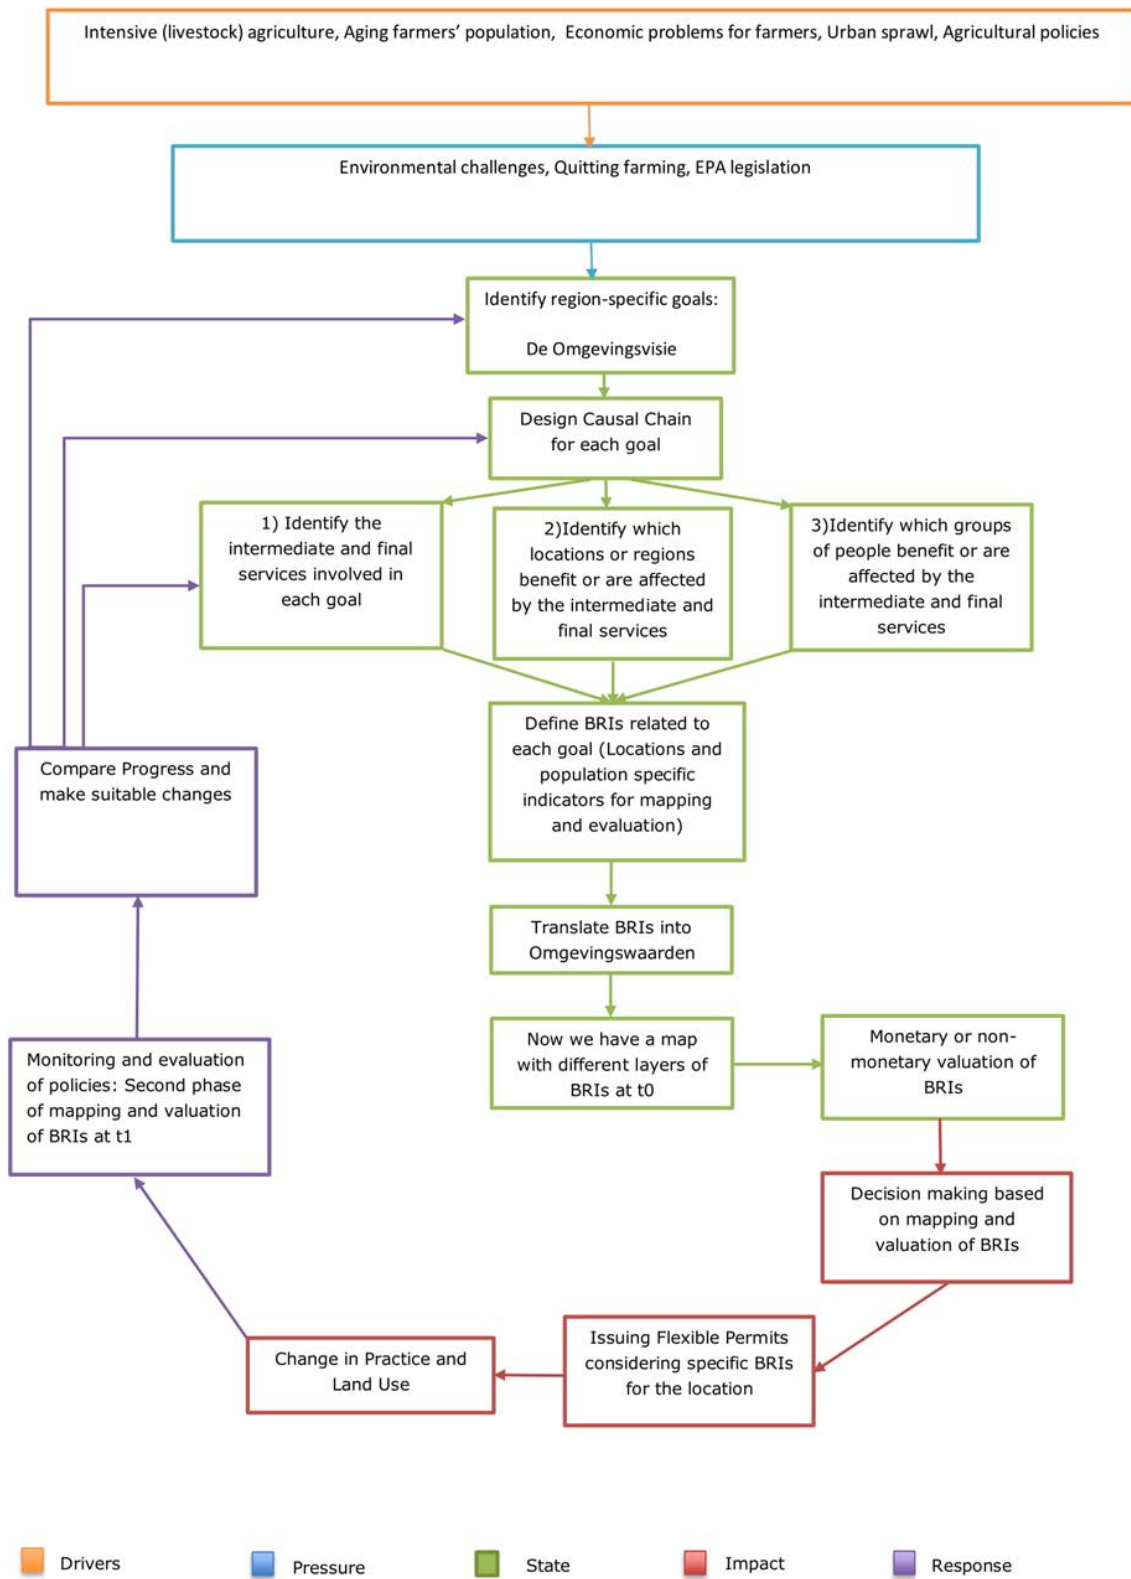 Intensive (livestock) agriculture, Aging farmers’ population,  Economic problems for farmers, Urban sprawl, Agricultural policies
Environmental challenges, Quitting farming, EPA legislation
Identify region-specific goals:
De Omgevingsvisie
Design Causal Chain
for each goal
1) Identify the
intermediate and final
services involved in
each goal
2)Identify which
locations or regions
benefit or are affected
by the intermediate and
final services
3)Identify which groups
of people benefit or are
affected by the
intermediate and final
services
Define BRIs related to
each goal (Locations and
population specific
indicators for mapping
and evaluation)
Compare Progress and
make suitable changes
Translate BRIs into
Omgevingswaarden
Now we have a map
with different layers of
BRIs at t0
Monetary or non-
monetary valuation of
BRIs
Monitoring and evaluation
of policies: Second phase
of mapping and valuation
of BRIs at t1
Decision making based
on mapping and
valuation of BRIs
Issuing Flexible Permits
considering specific BRIs
for the location
Change in Practice and
Land Use
Drivers
Pressure
State
Impact
Response